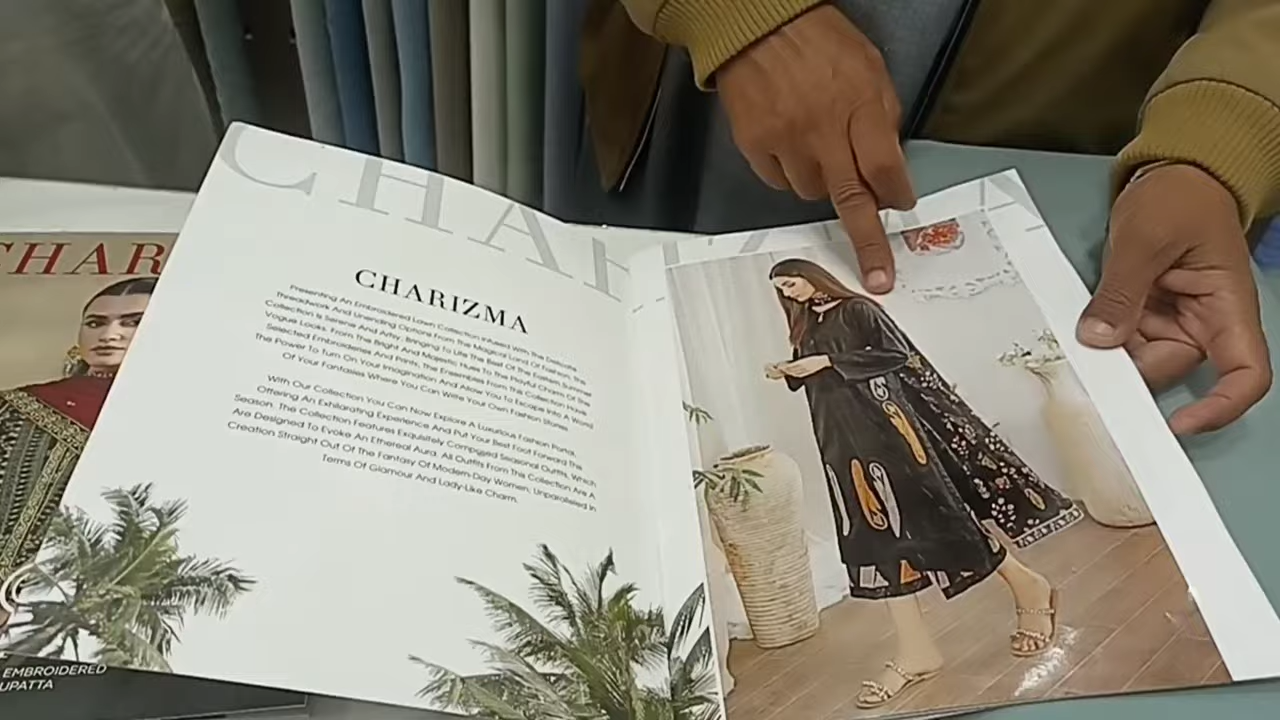 CHARIZMA
CHAR
CHARIZMA
Presenting An Embroidered Lawn Collection Infused With The Delicate
Threadwork And Unending Options From The Magical Land Of Fashion. This
Collection Is Serene And Artsy, Bringing To Life The Best Of The Eastern Summer
Vogue Looks. From The Bright And Majestic Hues To The Playful Charm Of The
Selected Embroideries And Prints, The Ensembles From This Collection Have
The Power To Turn On Your Imagination And Allow You To Escape Into A World
Of Your Fantasies Where You Can Write Your Own Fashion Stories.
With Our Collection You Can Now Explore A Luxurious Fashion Portal,
Offering An Exhilarating Experience And Put Your Best Foot Forward This
Season. The Collection Features Exquisitely Composed Seasonal Outfits, Which
Are Designed To Evoke An Ethereal Aura. All Outfits From This Collection Are A
Creation Straight Out Of The Fantasy Of Modern-Day Women, Unparalleled In
Terms Of Glamour And Lady-Like Charm.
EMBROIDERED
UPATTA